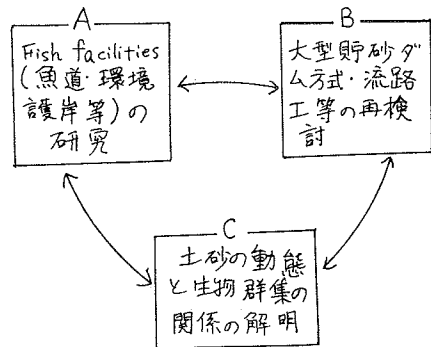 A
Fish facilities
(魚道・環境
護岸等)の
研究
B
大型貯砂ダ
ム方式・流路
工等の再検
討
C
土砂の動態
と生物群集の
関係の解明